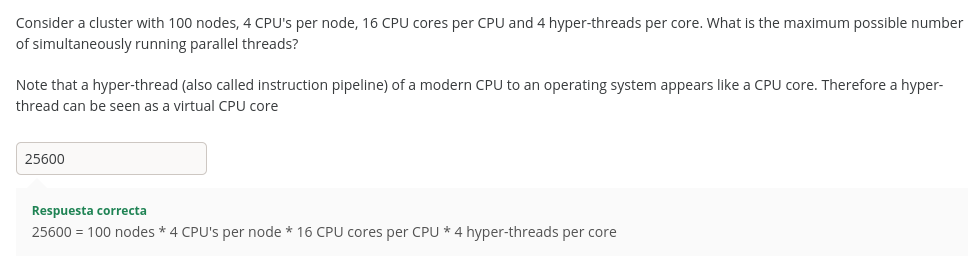 Consider a cluster with 100 nodes, 4 CPU's per node, 16 CPU cores per CPU and 4 hyper-threads per core. What is the maximum possible number
of simultaneously running parallel threads?
Note that a hyper-thread (also called instruction pipeline) of a modern CPU to an operating system appears like a CPU core. Therefore a hyper-
thread can be seen as a virtual CPU core
25600
Respuesta correcta
25600 = 100 nodes * 4 CPU's per node * 16 CPU cores per CPU * 4 hyper-threads per core